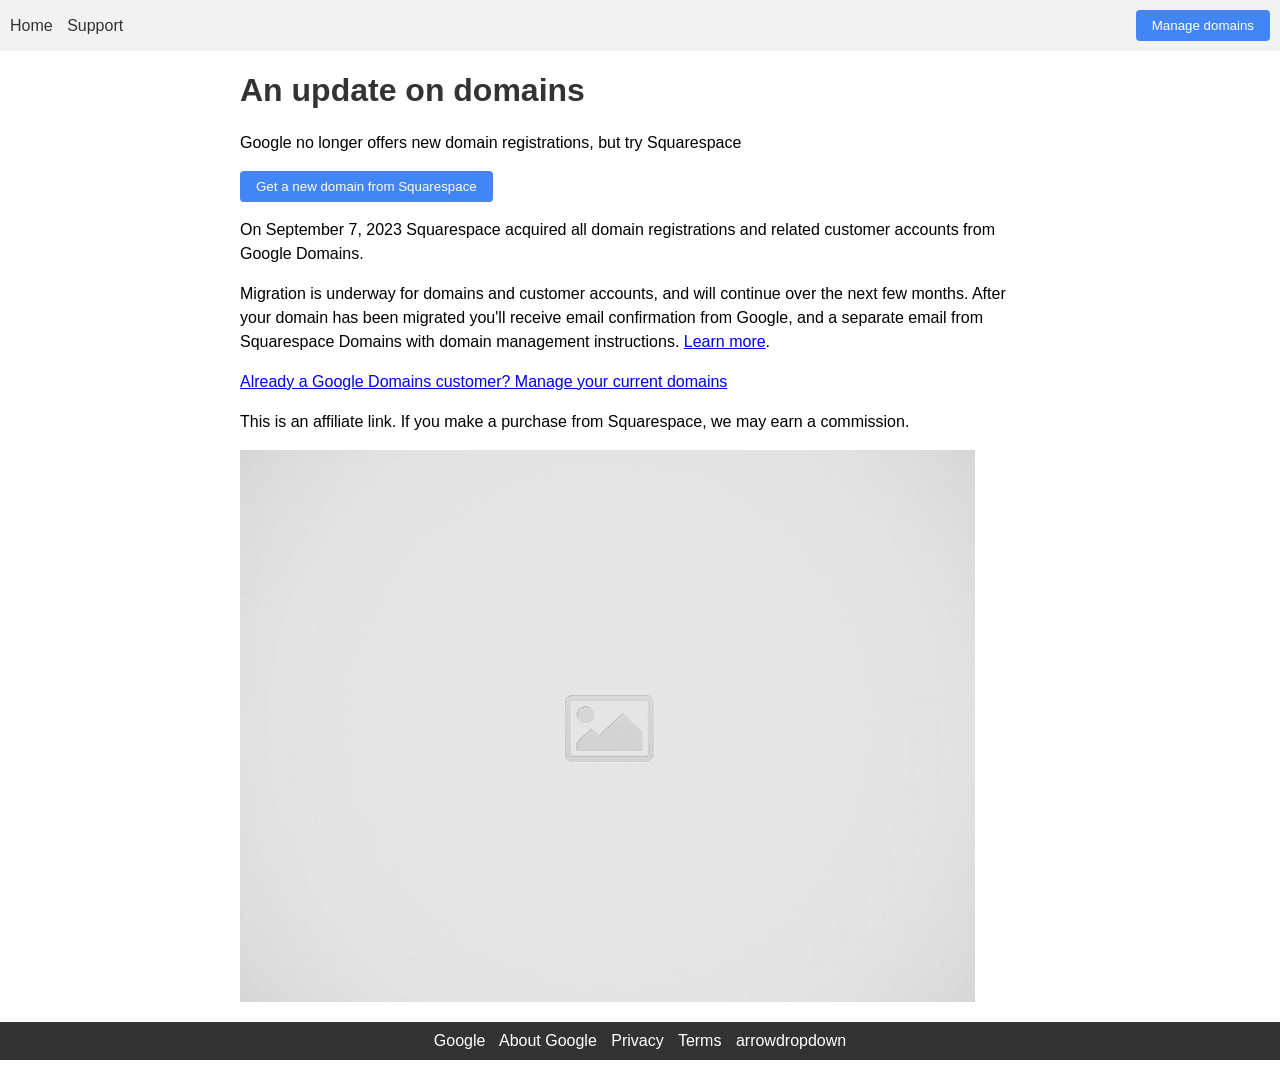 Home Support Manage domains
An update on domains
Google no longer offers new domain registrations, but try Squarespace
Get a new domain from Squarespace
On September 7, 2023 Squarespace acquired all domain registrations and related customer accounts from
Google Domains.
Migration is underway for domains and customer accounts, and will continue over the next few months. After
your domain has been migrated you'll receive email confirmation from Google, and a separate email from
Squarespace Domains with domain management instructions. Learn more.
Already a Google Domains customer? Manage your current domains
This is an affiliate link. If you make a purchase from Squarespace, we may earn a commission.
Google About Google Privacy Terms arrowdropdown